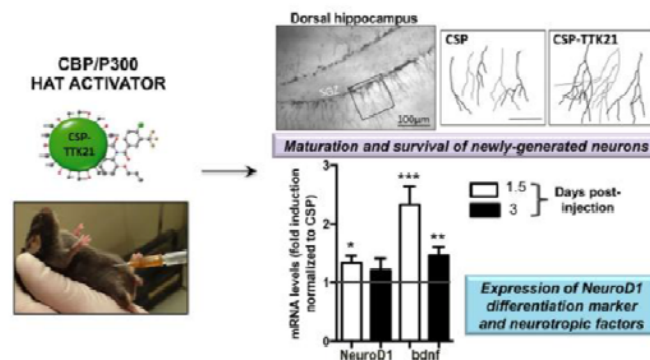 CBP/P300
HAT ACTIVATOR
CSP-
TTK21
Dorsal hippocampus
SGZ
100µm
CSP
CSP-TTK21
Maturation and survival of newly-generated neurons
mRNA levels (fold induction
normalized to CSP)
3
2
1
0
*
***
**
NeuroD1
bdnf
1.5
3
Days post-
injection
Expression of NeuroD1
differentiation marker
and neurotropic factors